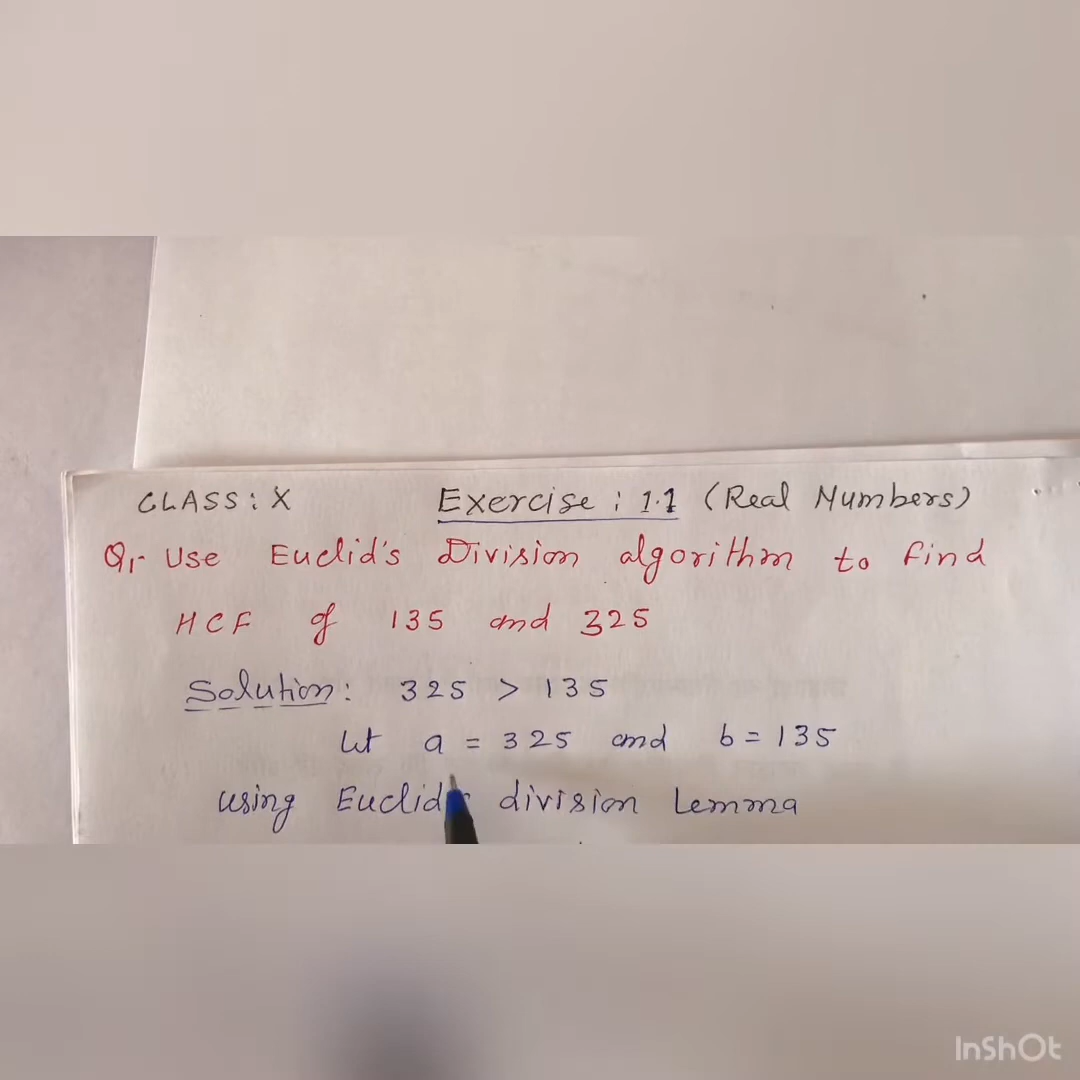 CLASS: X Exercise: 1.1 (Real Numbers)
Q1- Use Euclid's Division algorithm to find
HCF of 135 and 325
Solution: 325 > 135
let a = 325 and b = 135
using Euclid's division Lemma
InShOt